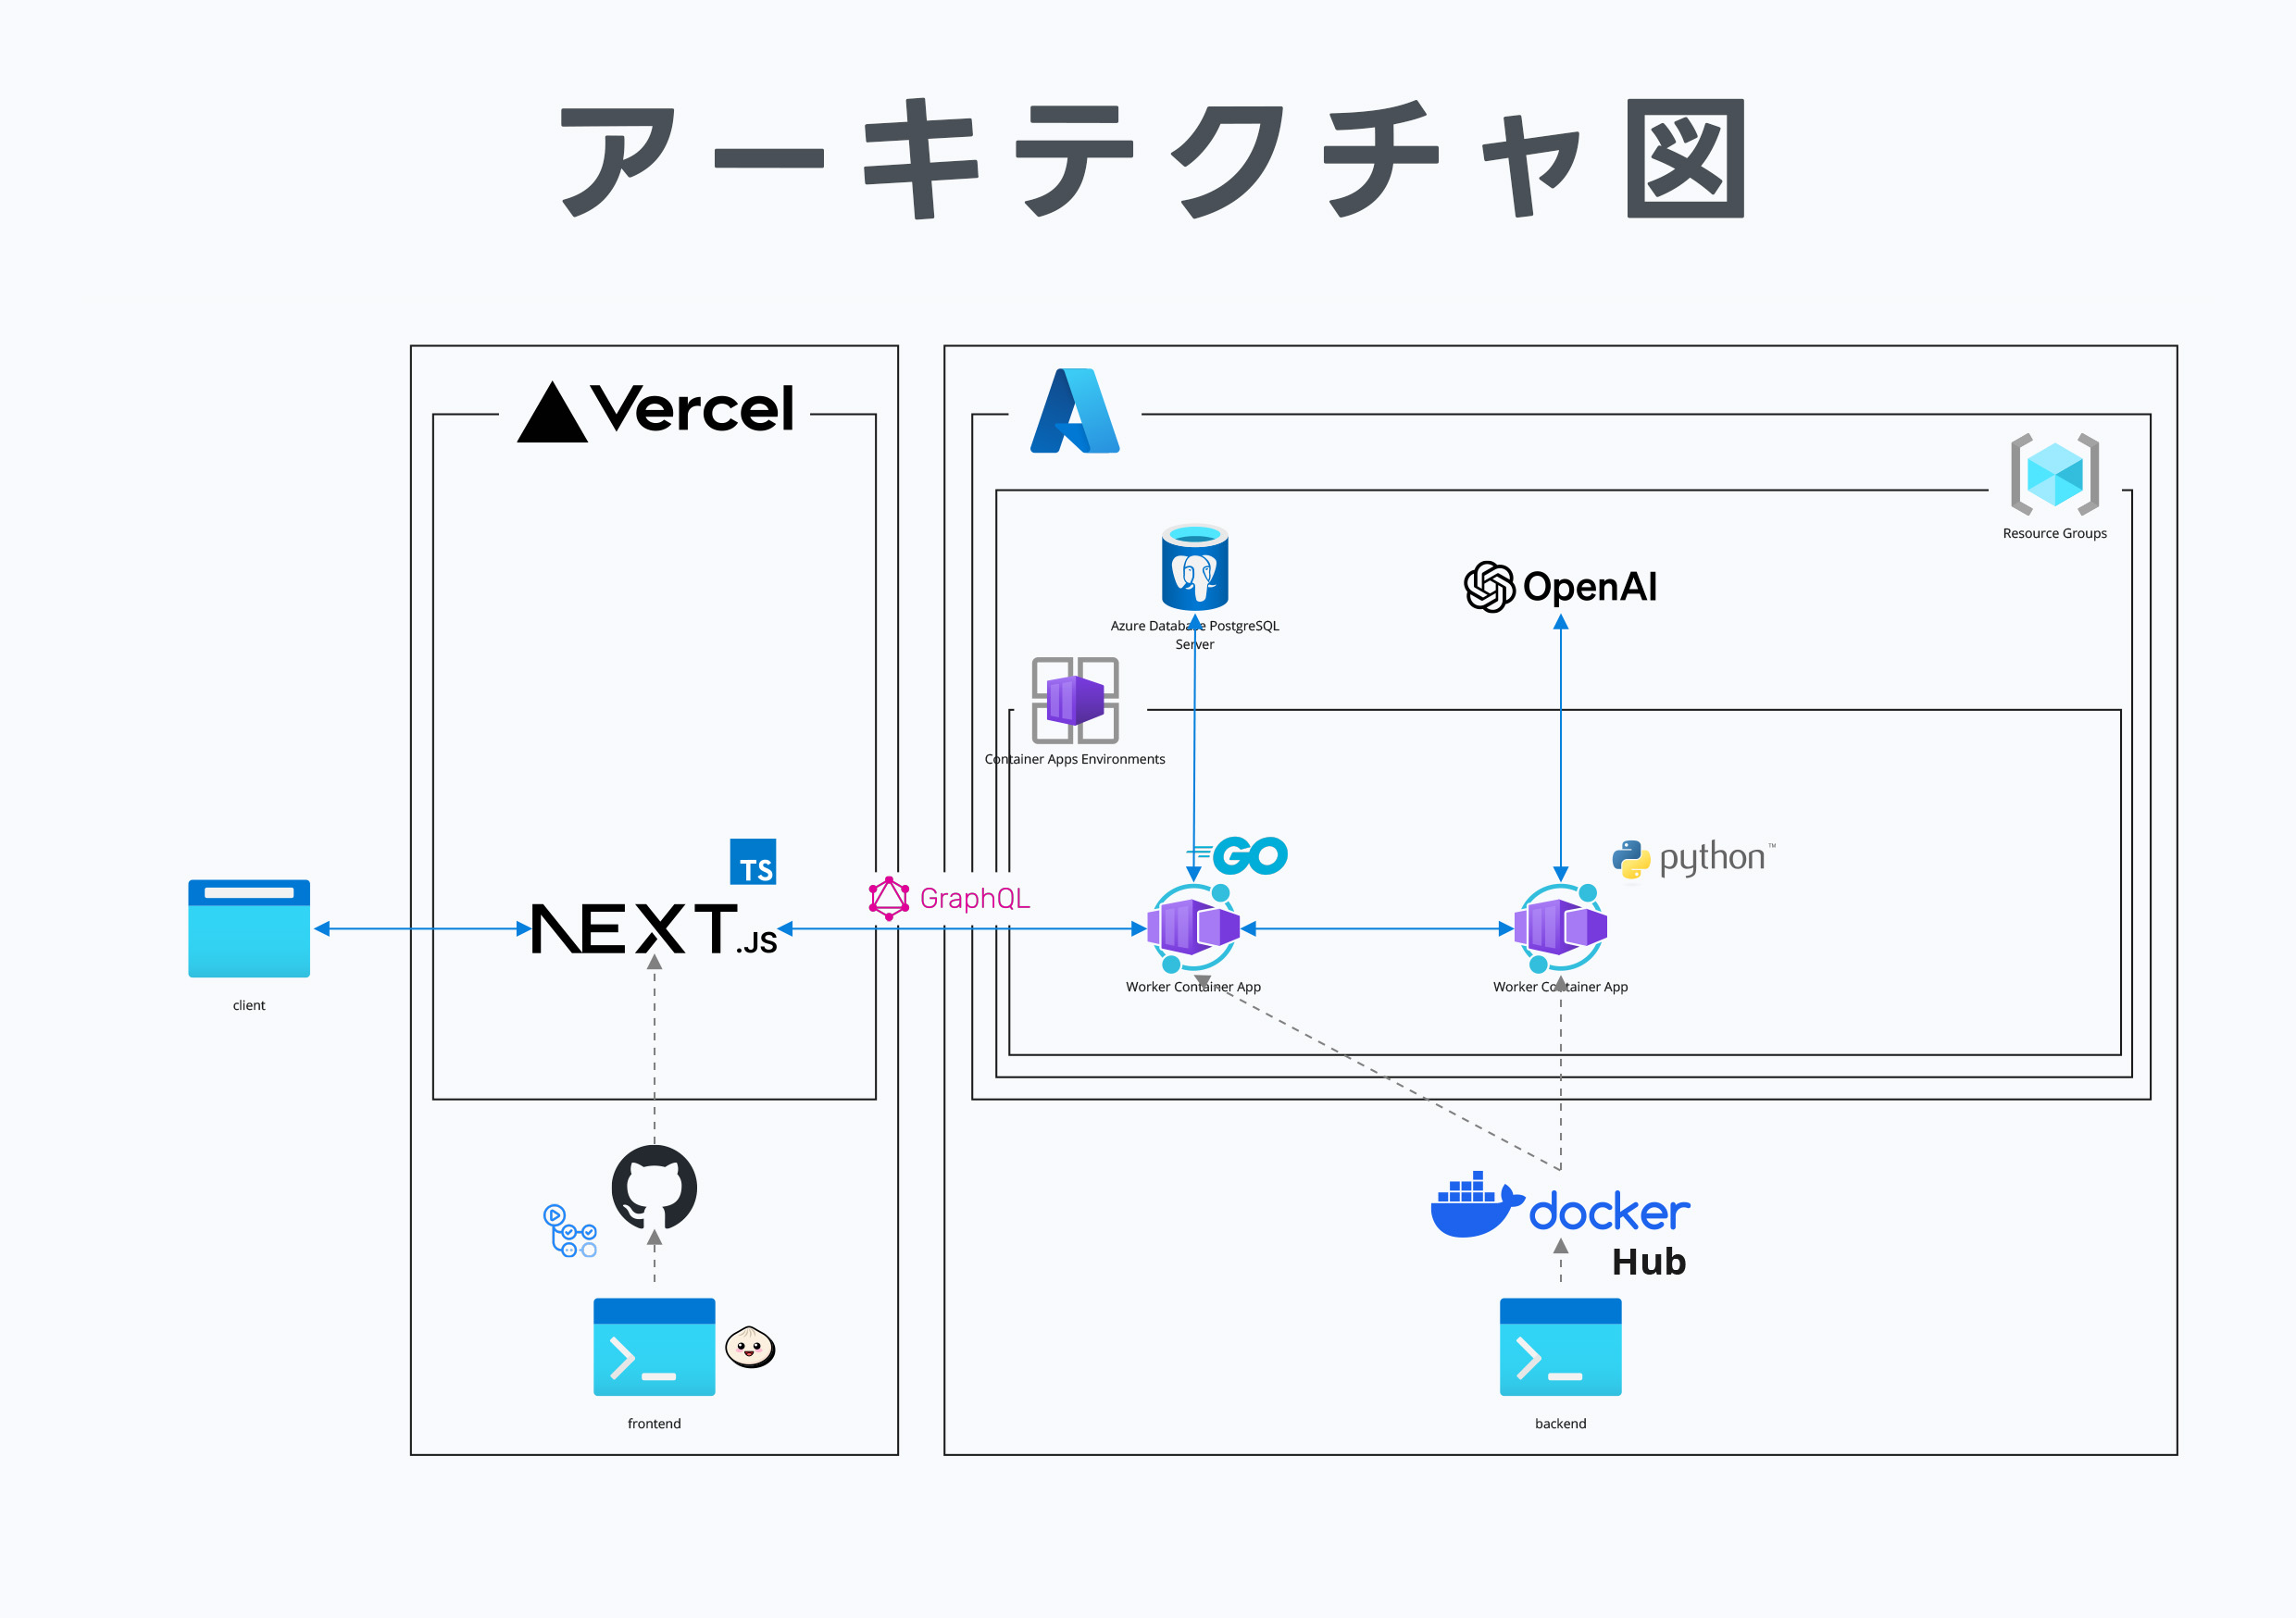 アーキテクチャ図
Vercel
Resource Groups
Azure Database PostgreSQL
Server
OpenAI
Container Apps Environments
TS
GO
python™
NEXT.JS
GraphQL
client
Worker Container App
Worker Container App
docker
Hub
frontend
backend